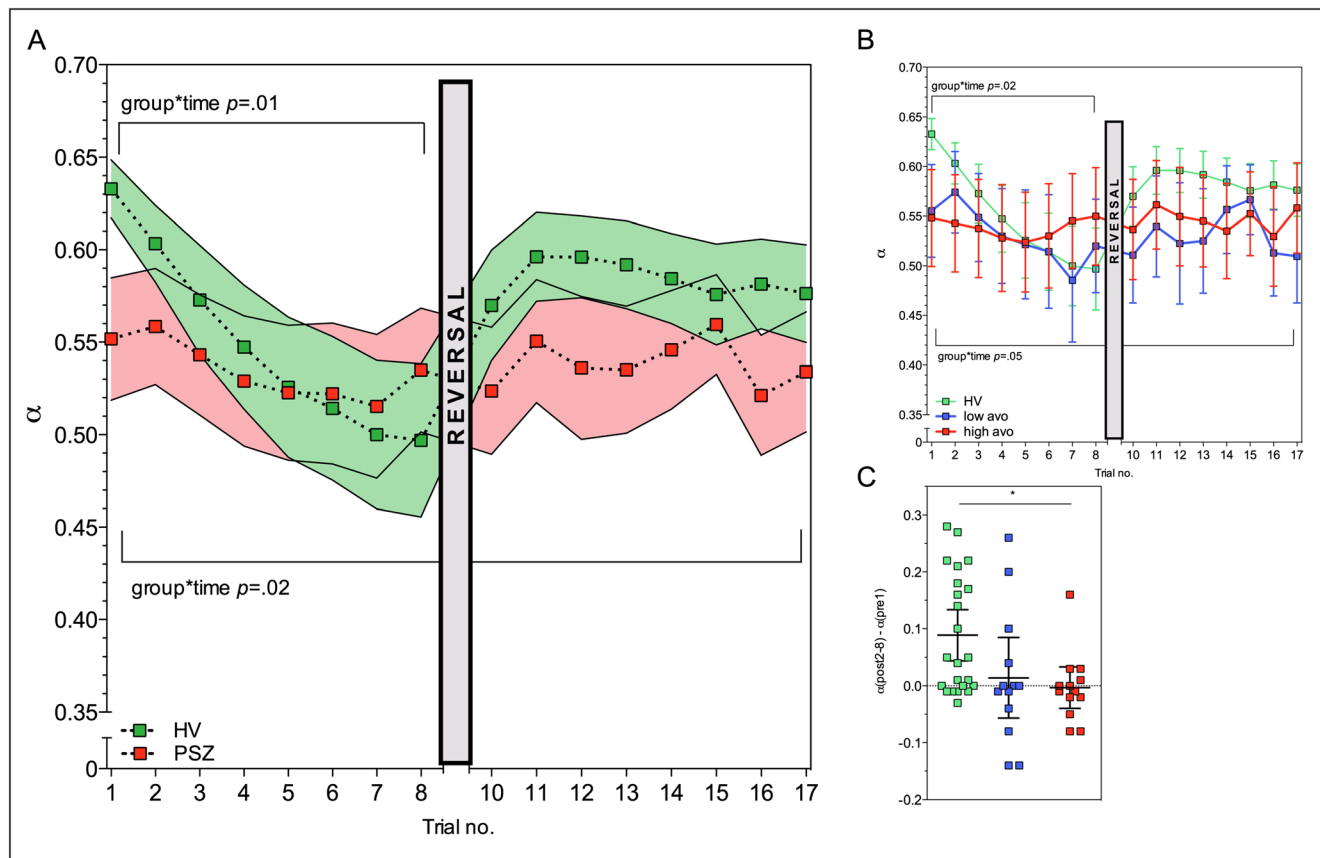 A
0.70
0.65
0.60
0.55
0.50
0.45
0.40
0.35
0
α
group*time p=.01
REVERSAL
group*time p=.02
HV
PSZ
1 2 3 4 5 6 7 8 10 11 12 13 14 15 16 17
Trial no.
B
0.70
0.65
0.60
0.55
0.50
0.45
0.40
0.35
0
α
group*time p=.02
REVERSAL
group*time p=.05
HV
low avo
high avo
1 2 3 4 5 6 7 8 10 11 12 13 14 15 16 17
Trial no.
C
0.3
0.2
0.1
0.0
-0.1
-0.2
α(post2-8) - α(pre1)
*